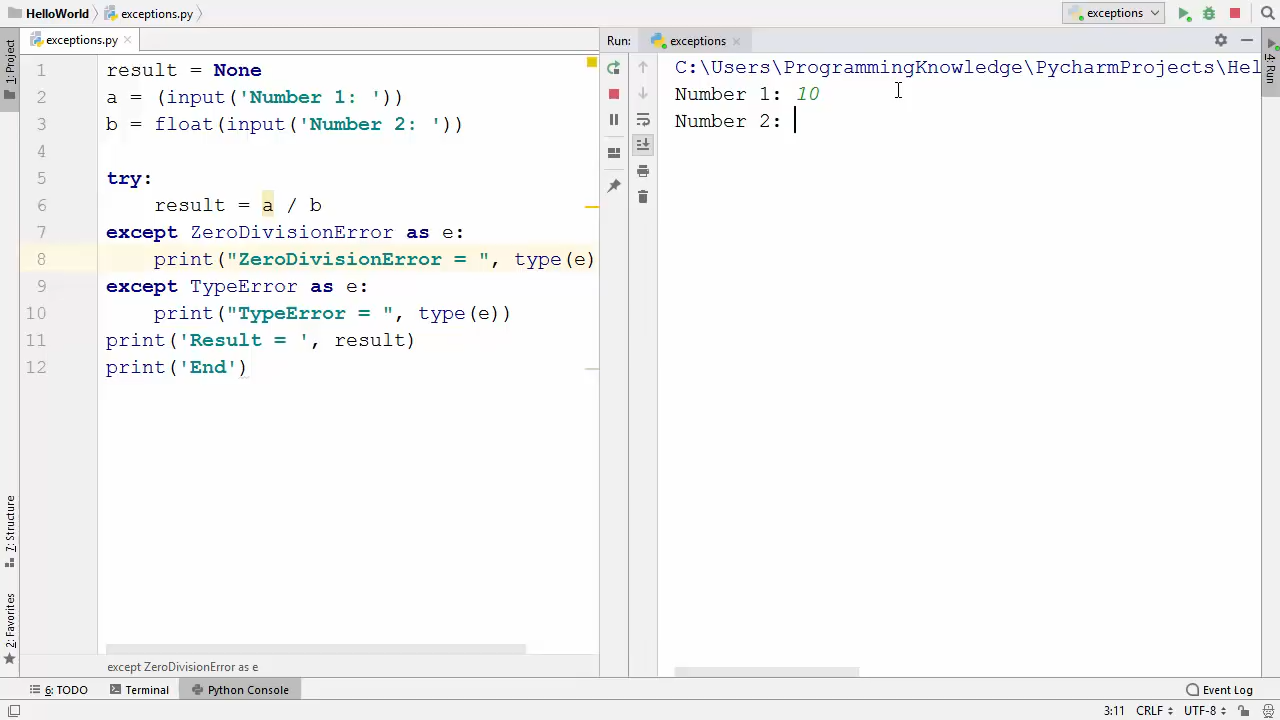 HelloWorld exceptions.py exceptions
exceptions.py Run: exceptions
1: Project
4: Run
1 result = None
2 a = (input('Number 1: '))
3 b = float(input('Number 2: '))
4
5 try:
6 result = a / b
7 except ZeroDivisionError as e:
8 print("ZeroDivisionError = ", type(e)
9 except TypeError as e:
10 print("TypeError = ", type(e))
11 print('Result = ', result)
12 print('End')
C:\Users\ProgrammingKnowledge\PycharmProjects\Hel
Number 1: 10
Number 2:
7: Structure
2: Favorites
except ZeroDivisionError as e
6: TODO Terminal Python Console Event Log
3:11 CRLF UTF-8